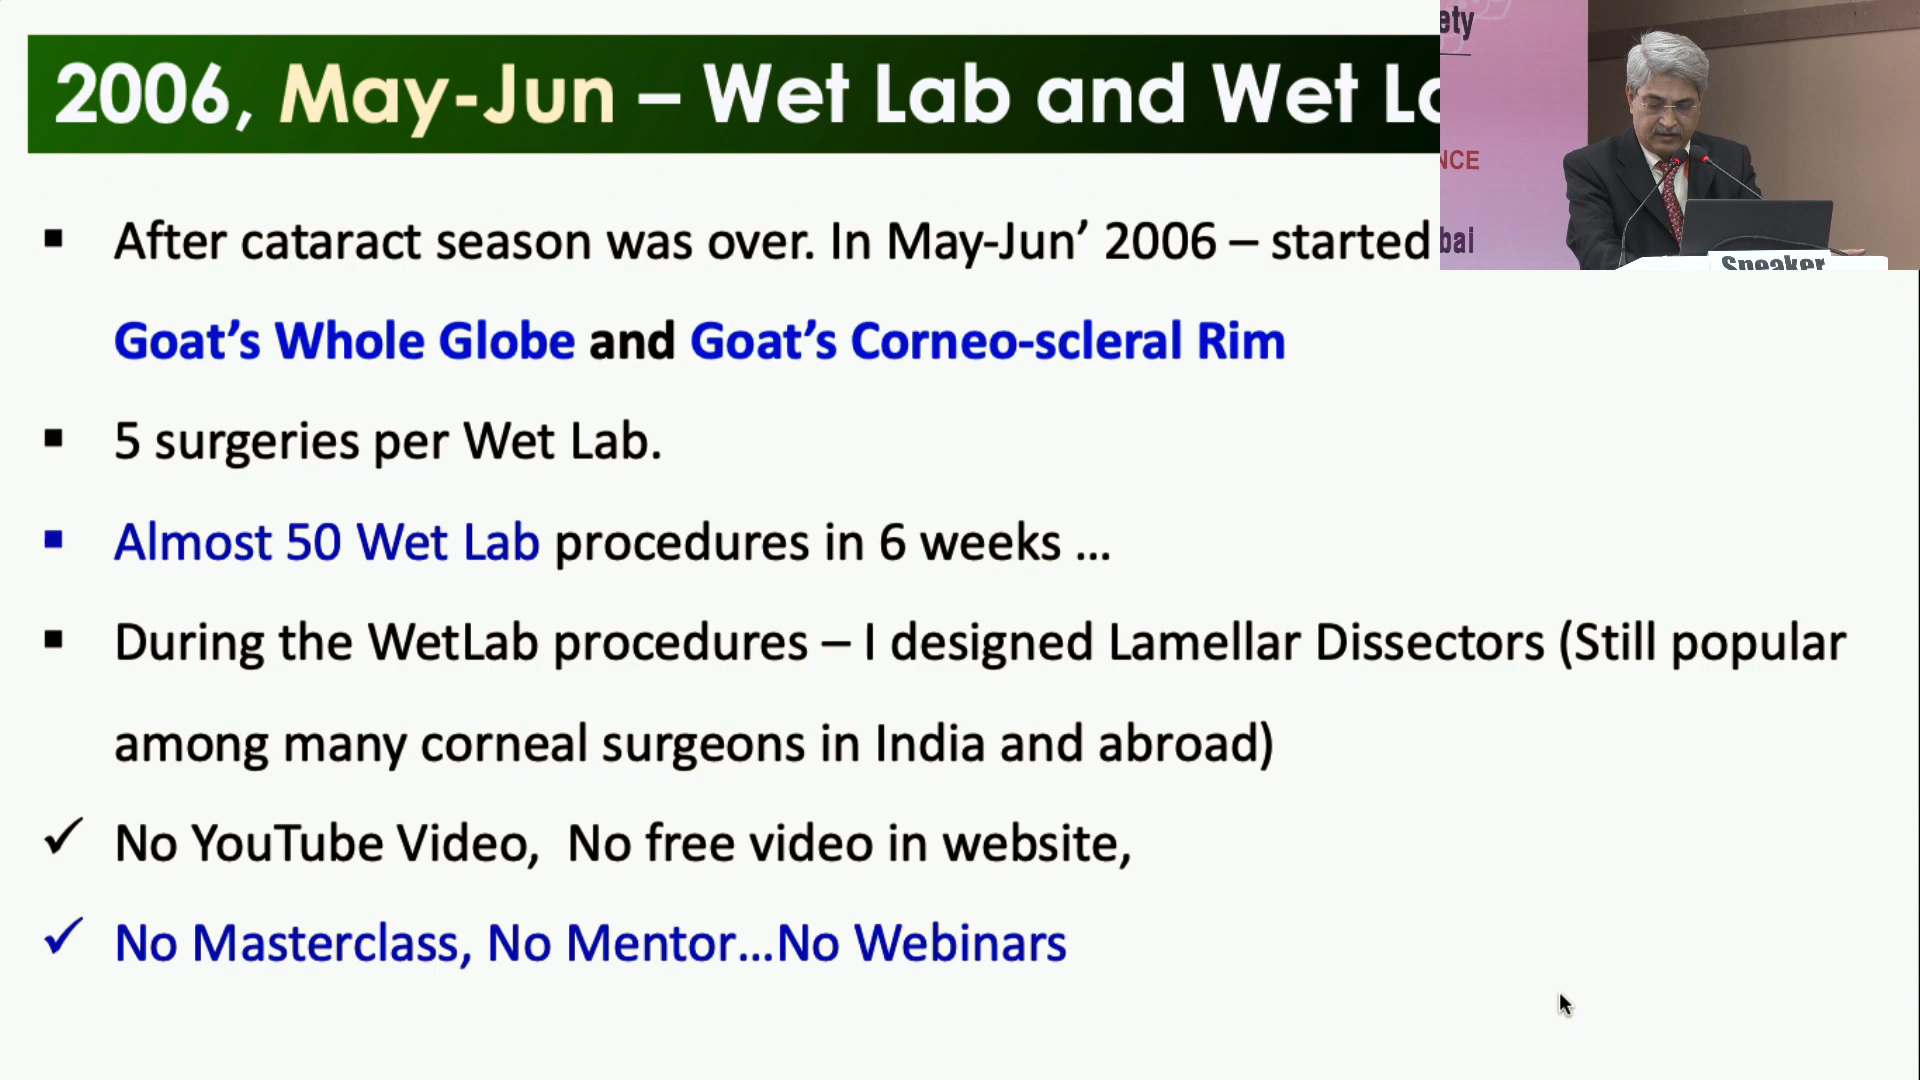 2006, May-Jun – Wet Lab and Wet
After cataract season was over. In May-Jun’ 2006 – started
Goat’s Whole Globe and Goat’s Corneo-scleral Rim
5 surgeries per Wet Lab.
Almost 50 Wet Lab procedures in 6 weeks ...
During the WetLab procedures – I designed Lamellar Dissectors (Still popular
among many corneal surgeons in India and abroad)
No YouTube Video,  No free video in website,
No Masterclass, No Mentor...No Webinars
ety
NCE
bai
Speaker